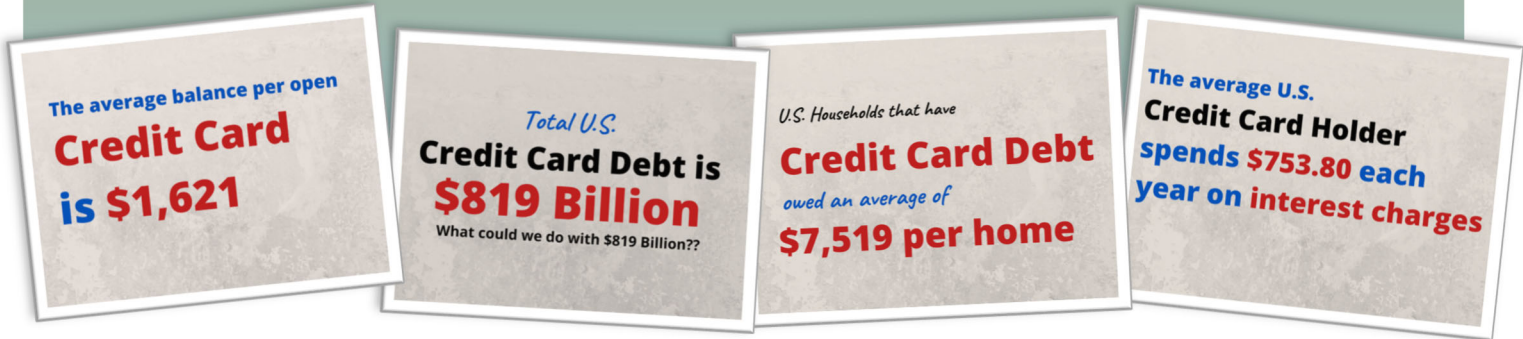 The average balance per open
Credit Card
is $1,621
Total U.S.
Credit Card Debt is
$819 Billion
What could we do with $819 Billion??
U.S. Households that have
Credit Card Debt
owed an average of
$7,519 per home
The average U.S.
Credit Card Holder
spends $753.80 each
year on interest charges